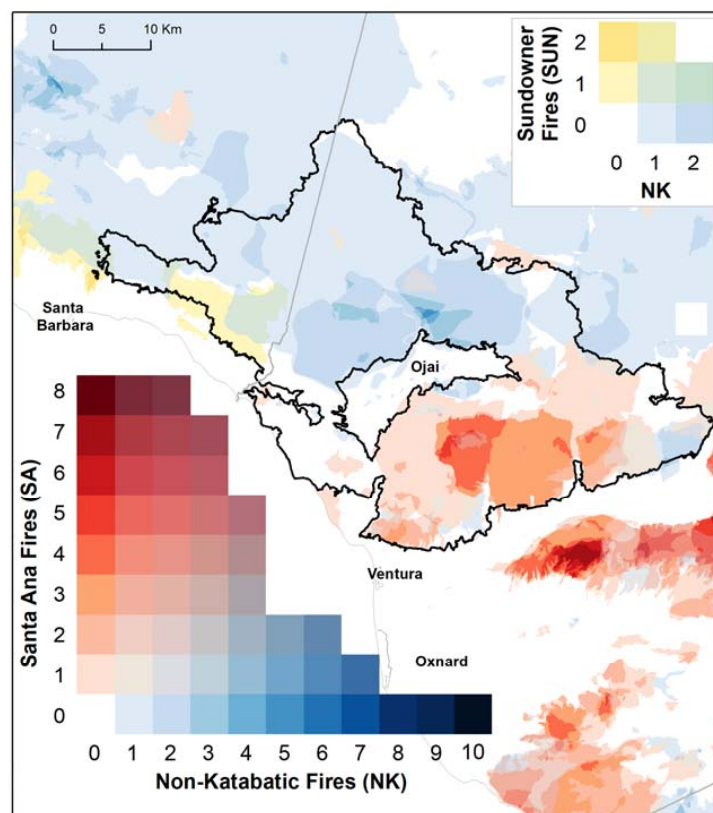 0 5 10 Km
Sundowner
Fires (SUN)
2
1
0
0 1 2
NK
Santa
Barbara
Ojai
Ventura
Oxnard
Santa Ana Fires (SA)
8
7
6
5
4
3
2
1
0
0 1 2 3 4 5 6 7 8 9 10
Non-Katabatic Fires (NK)